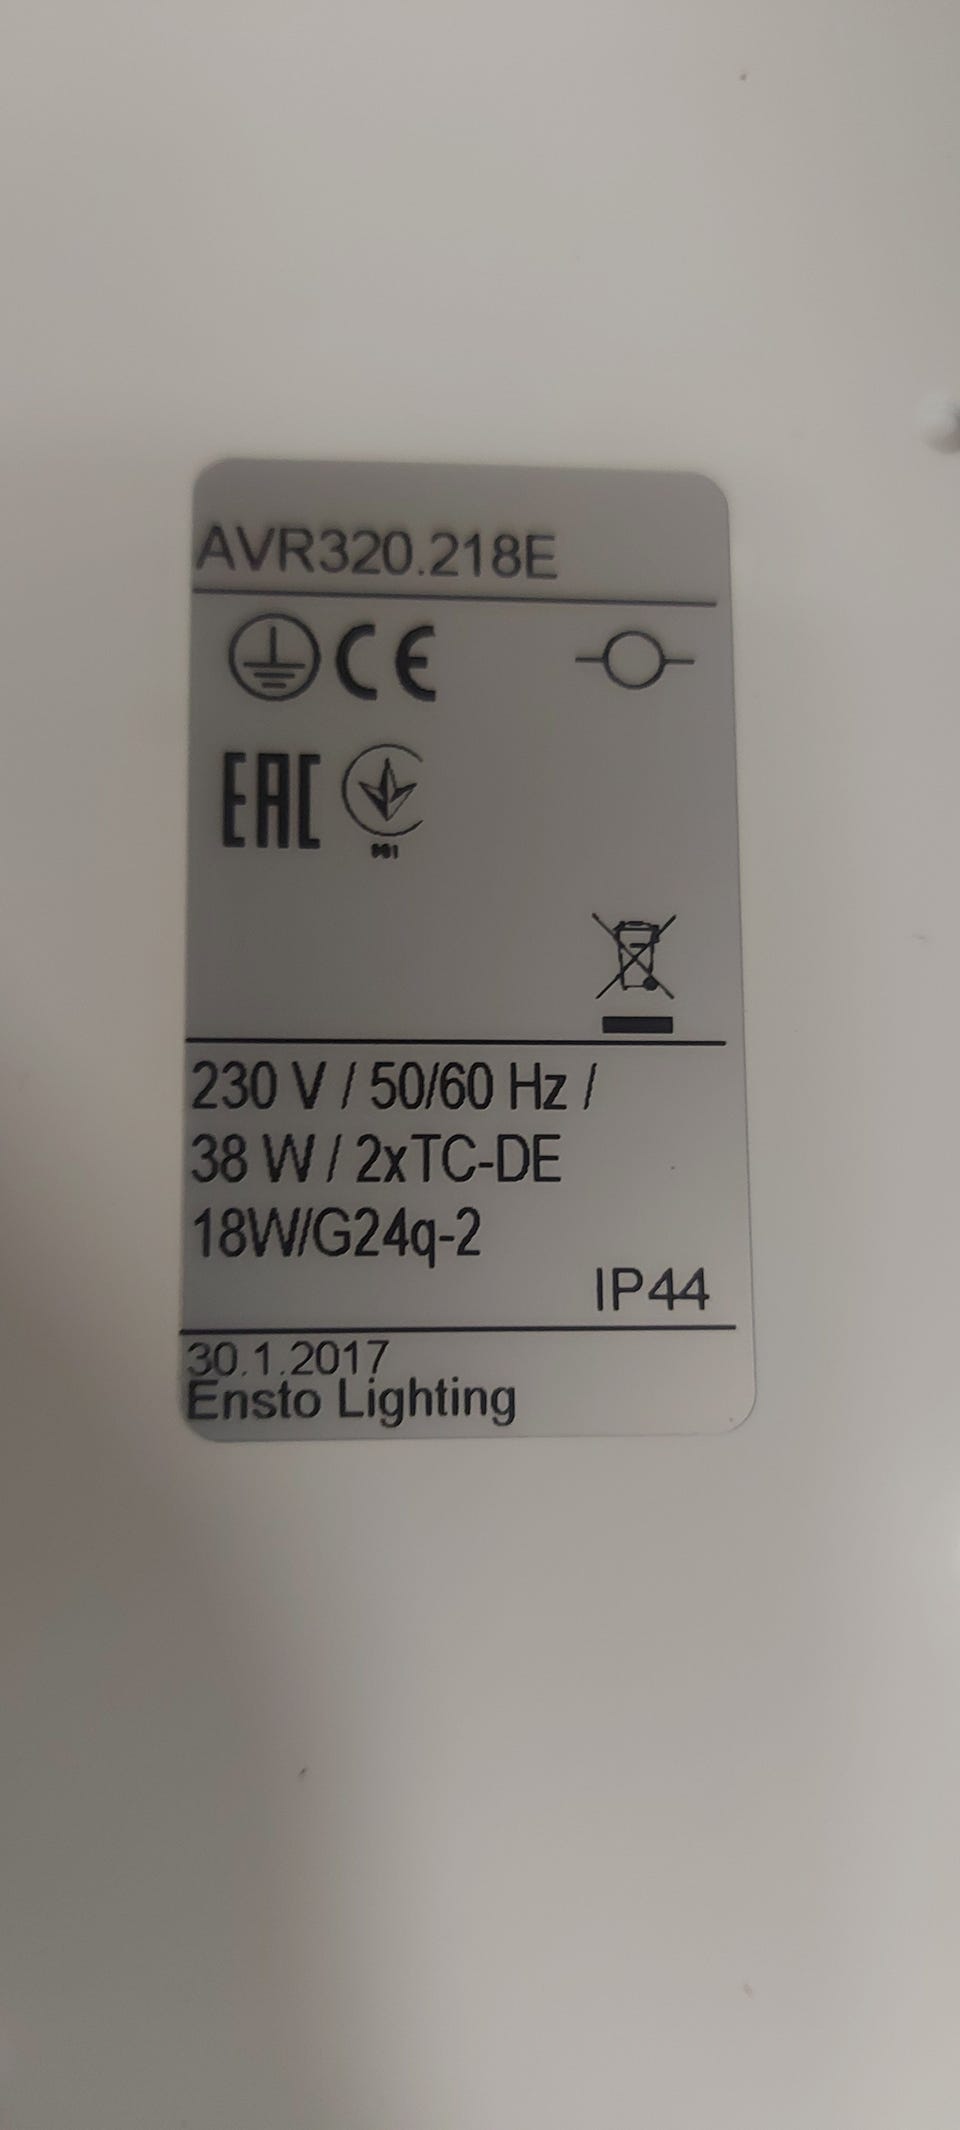 AVR320.218E
CE
EAC
230 V / 50/60 Hz /
38 W / 2xTC-DE
18W/G24q-2
IP44
30.1.2017
Ensto Lighting